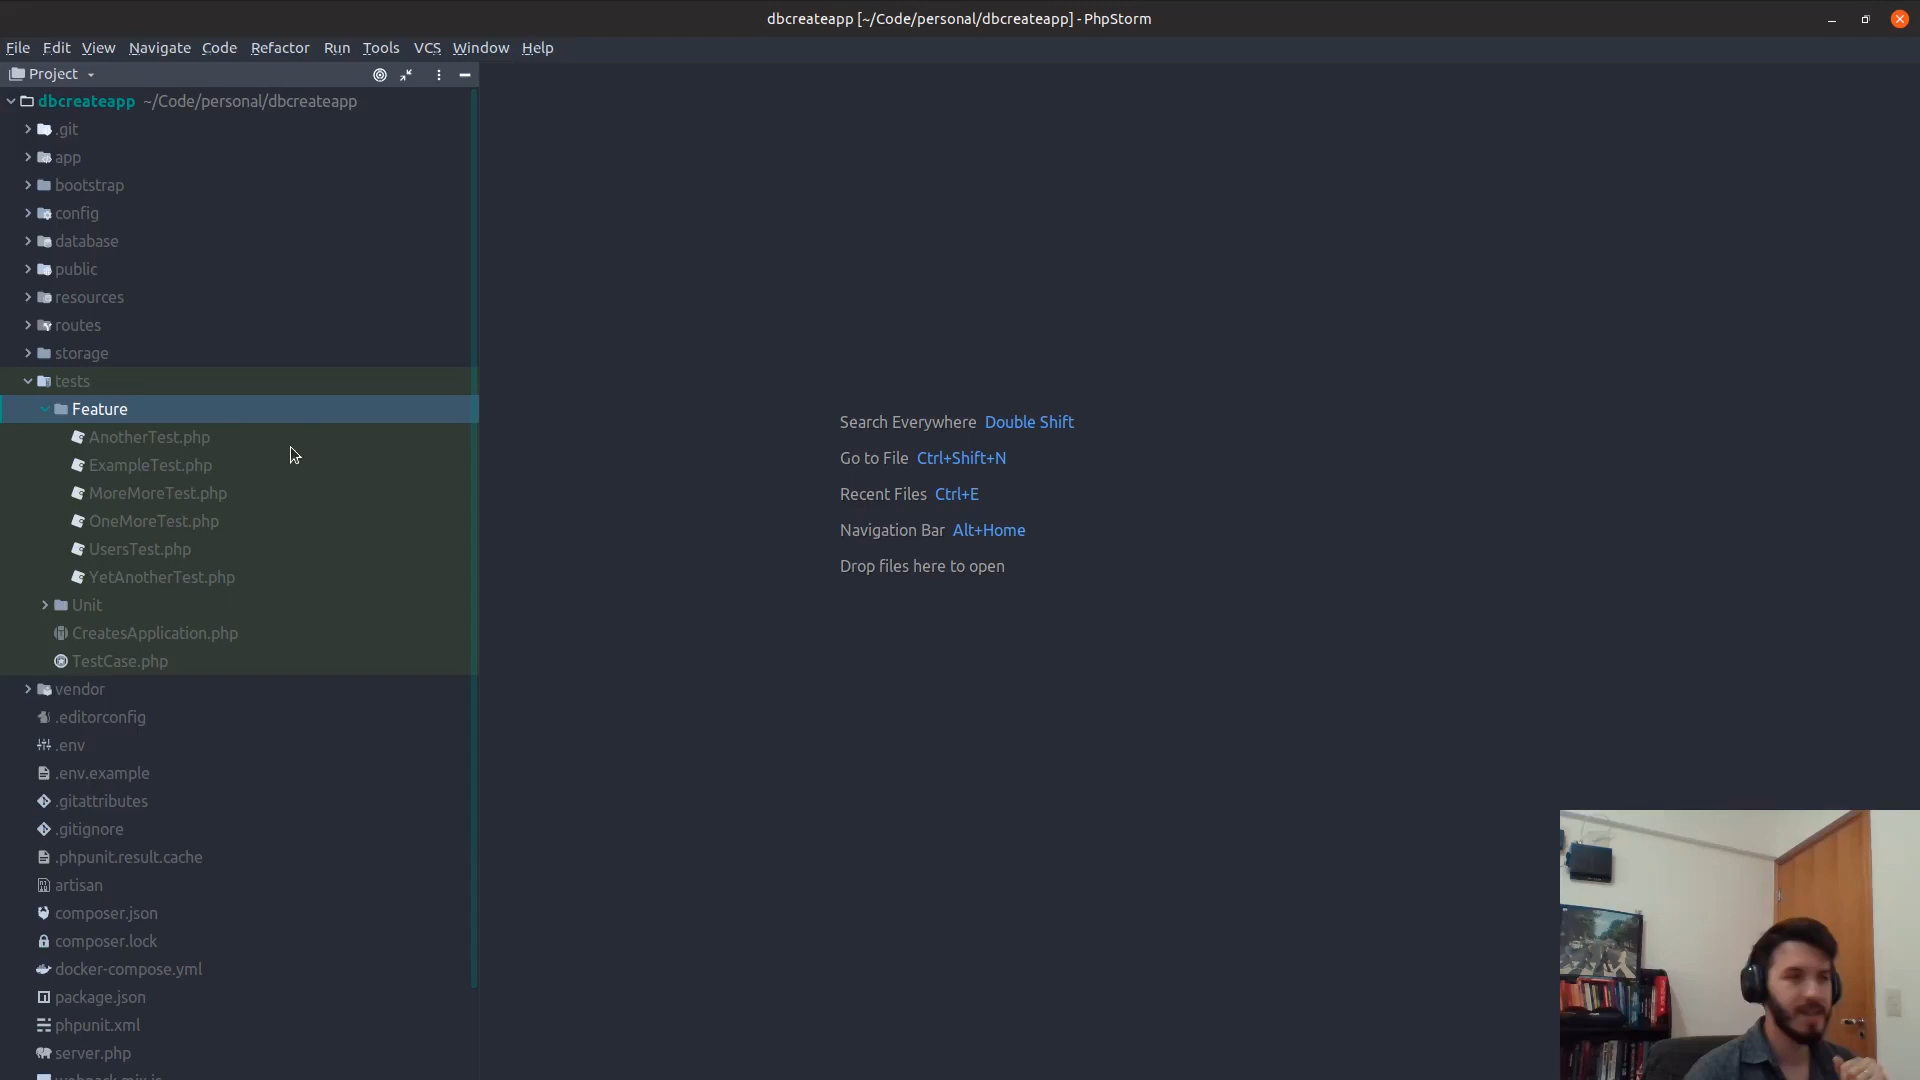 dbcreateapp [~/Code/personal/dbcreateapp] - PhpStorm
File Edit View Navigate Code Refactor Run Tools VCS Window Help
Project
dbcreateapp ~/Code/personal/dbcreateapp
.git
app
bootstrap
config
database
public
resources
routes
storage
tests
Feature
AnotherTest.php
ExampleTest.php
MoreMoreTest.php
OneMoreTest.php
UsersTest.php
YetAnotherTest.php
Unit
CreatesApplication.php
TestCase.php
vendor
.editorconfig
.env
.env.example
.gitattributes
.gitignore
.phpunit.result.cache
artisan
composer.json
composer.lock
docker-compose.yml
package.json
phpunit.xml
server.php
webpack.mix.js
Search Everywhere Double Shift
Go to File Ctrl+Shift+N
Recent Files Ctrl+E
Navigation Bar Alt+Home
Drop files here to open